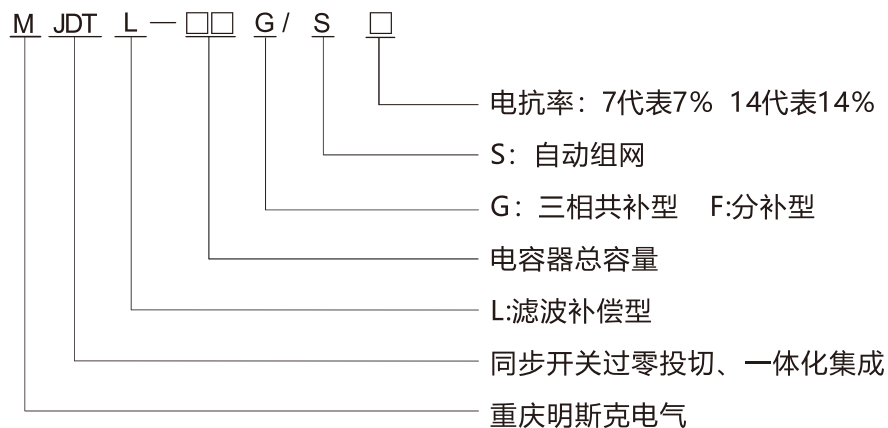 M JDT L — □□ G / S □
电抗率：7代表7% 14代表14%
S：自动组网
G：三相共补型 F:分补型
电容器总容量
L:滤波补偿型
同步开关过零投切、一体化集成
重庆明斯克电气